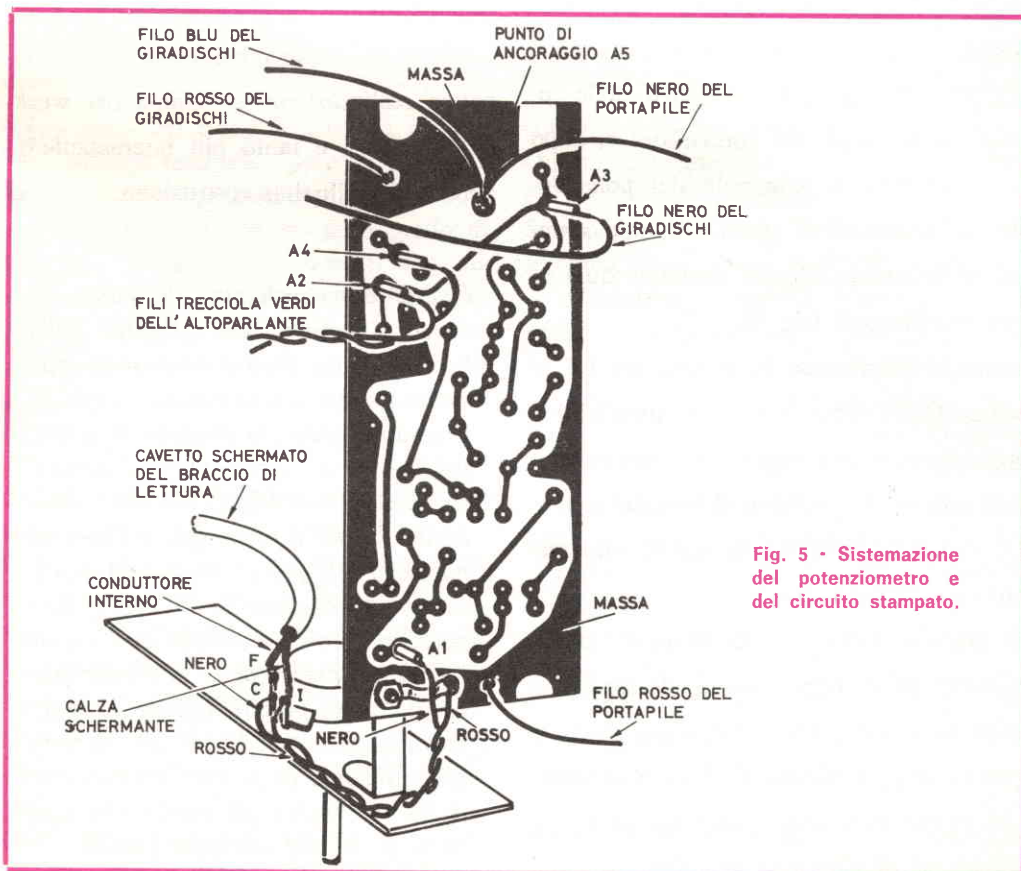 FILO BLU DEL
GIRADISCHI
PUNTO DI
ANCORAGGIO A5
MASSA
FILO NERO DEL
PORTAPILE
FILO ROSSO DEL
GIRADISCHI
A3
FILO NERO DEL
GIRADISCHI
A4
A2
FILI TRECCIOLA VERDI
DELL'ALTOPARLANTE
CAVETTO SCHERMATO
DEL BRACCIO DI
LETTURA
Fig. 5 - Sistemazione
del potenziometro e
del circuito stampato.
CONDUTTORE
INTERNO
MASSA
A1
NERO
F
C
I
CALZA
SCHERMANTE
ROSSO
NERO
ROSSO
FILO ROSSO DEL
PORTAPILE